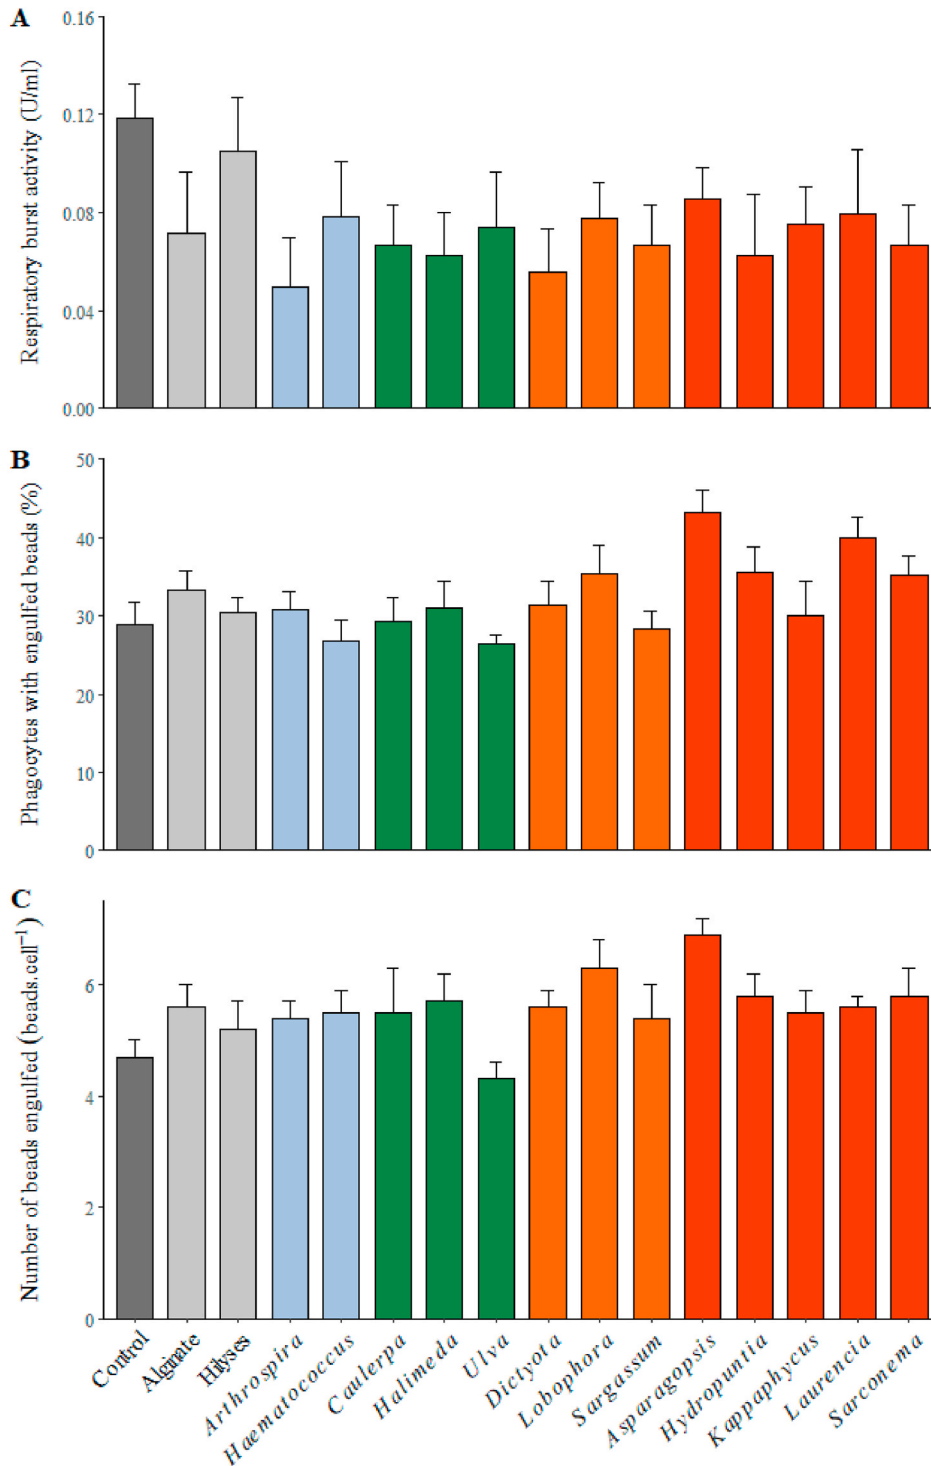 A
Respiratory burst activity (U/ml)
0.16
0.12
0.08
0.04
0.00
B
Phagocytes with engulfed beads (%)
50
40
30
20
10
0
C
Number of beads engulfed (beads.cell⁻¹)
6
4
2
0
Control
Alginate
Hilyses
Arthrospira
Haematococcus
Caulerpa
Halimeda
Ulva
Dictyota
Lobophora
Sargassum
Asparagopsis
Hydropuntia
Kappaphycus
Laurencia
Sarconema